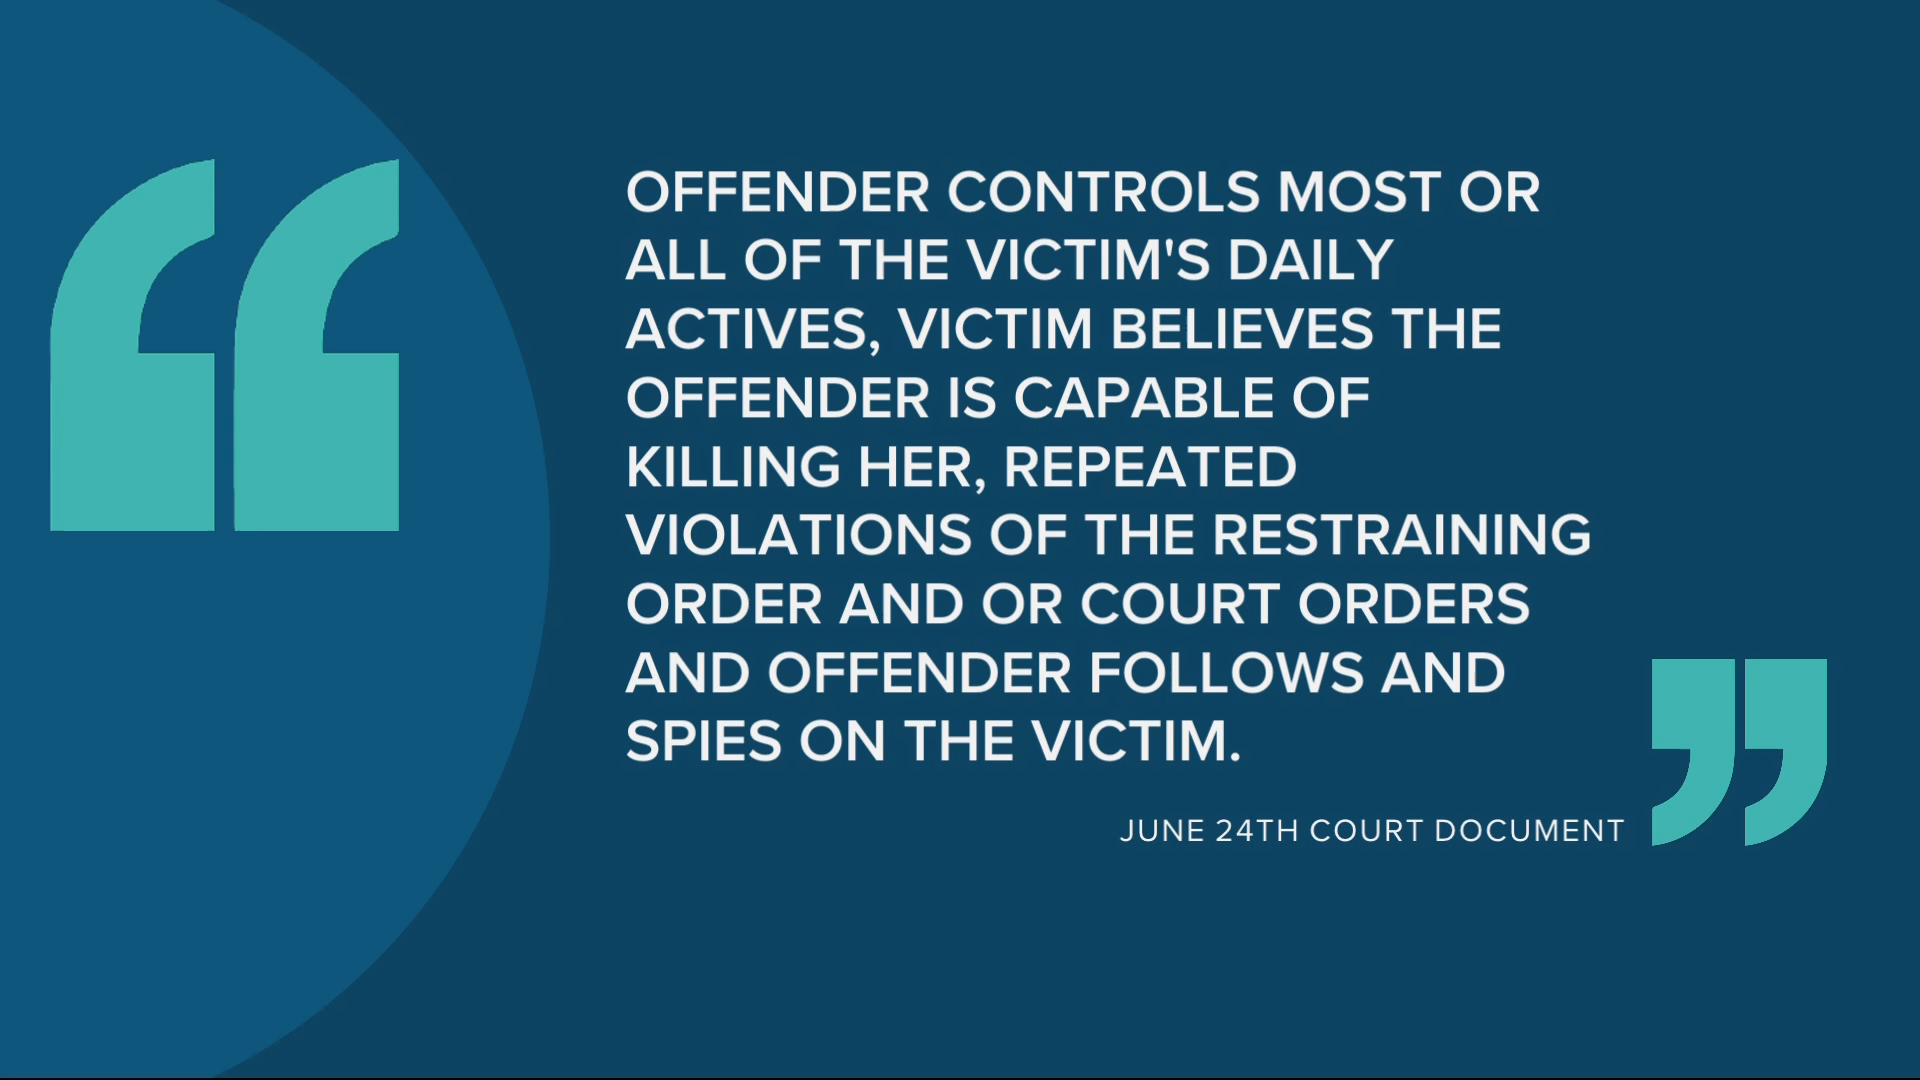 OFFENDER CONTROLS MOST OR
ALL OF THE VICTIM'S DAILY
ACTIVES, VICTIM BELIEVES THE
OFFENDER IS CAPABLE OF
KILLING HER, REPEATED
VIOLATIONS OF THE RESTRAINING
ORDER AND OR COURT ORDERS
AND OFFENDER FOLLOWS AND
SPIES ON THE VICTIM.
JUNE 24TH COURT DOCUMENT